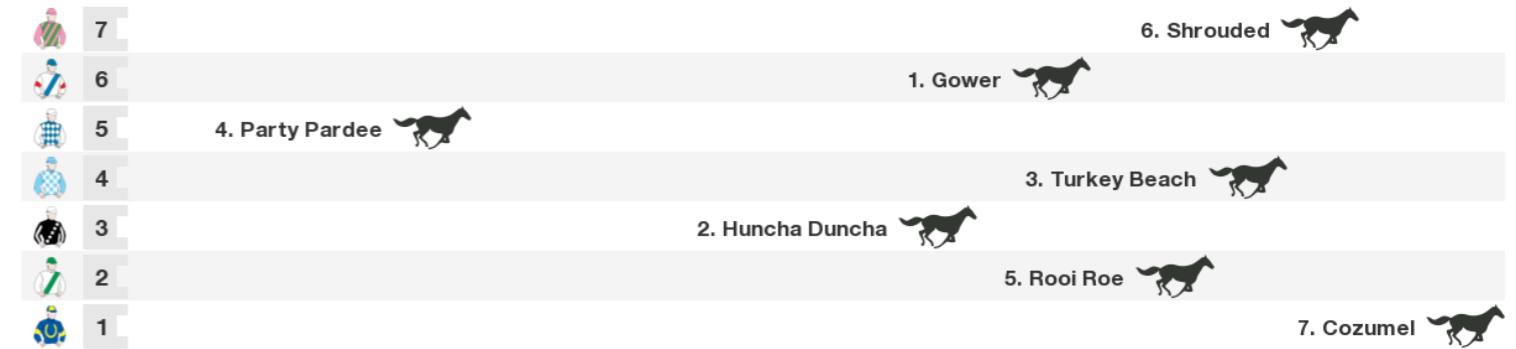 7 6. Shrouded
6 1. Gower
5 4. Party Pardee
4 3. Turkey Beach
3 2. Huncha Duncha
2 5. Rooi Roe
1 7. Cozumel